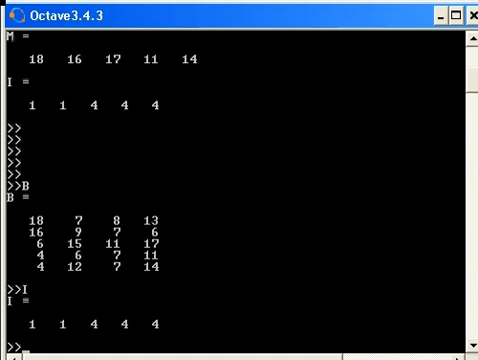 Octave3.4.3
M =
18 16 17 11 14
I =
1 1 4 4 4
>>
>>
>>
>>
>>
>>B
B =
18 7 8 13
16 9 7 6
6 15 11 17
4 6 7 11
4 12 7 14
>>I
I =
1 1 4 4 4
>>_